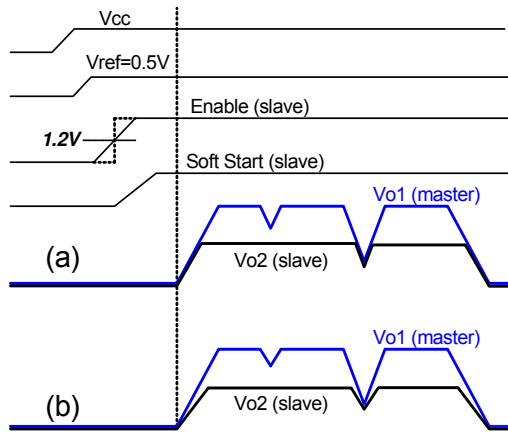 Vcc
Vref=0.5V
Enable (slave)
1.2V
Soft Start (slave)
Vo1 (master)
(a)
Vo2 (slave)
Vo1 (master)
(b)
Vo2 (slave)